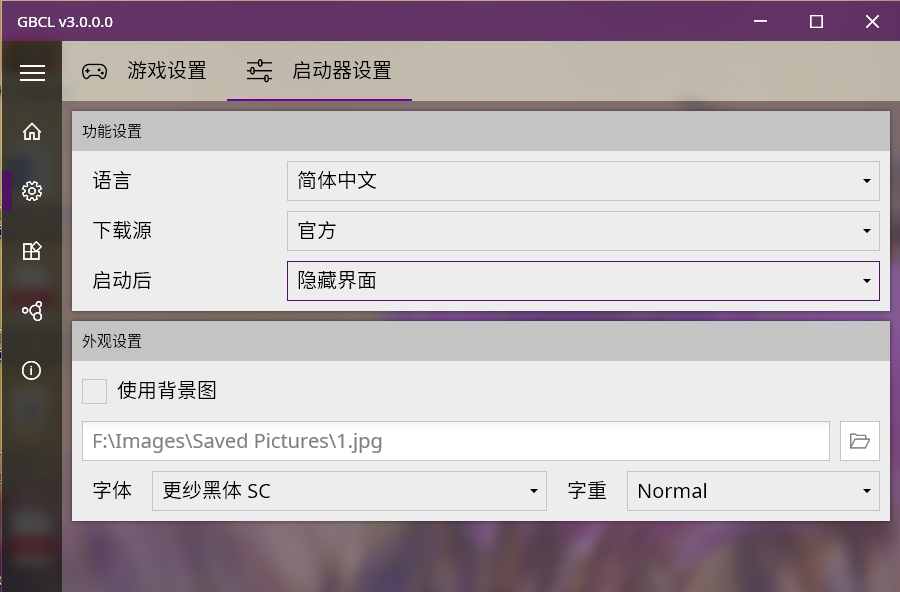 GBCL v3.0.0.0
游戏设置 启动器设置
功能设置
语言 简体中文
下载源 官方
启动后 隐藏界面
外观设置
使用背景图
F:\Images\Saved Pictures\1.jpg
字体 更纱黑体 SC 字重 Normal